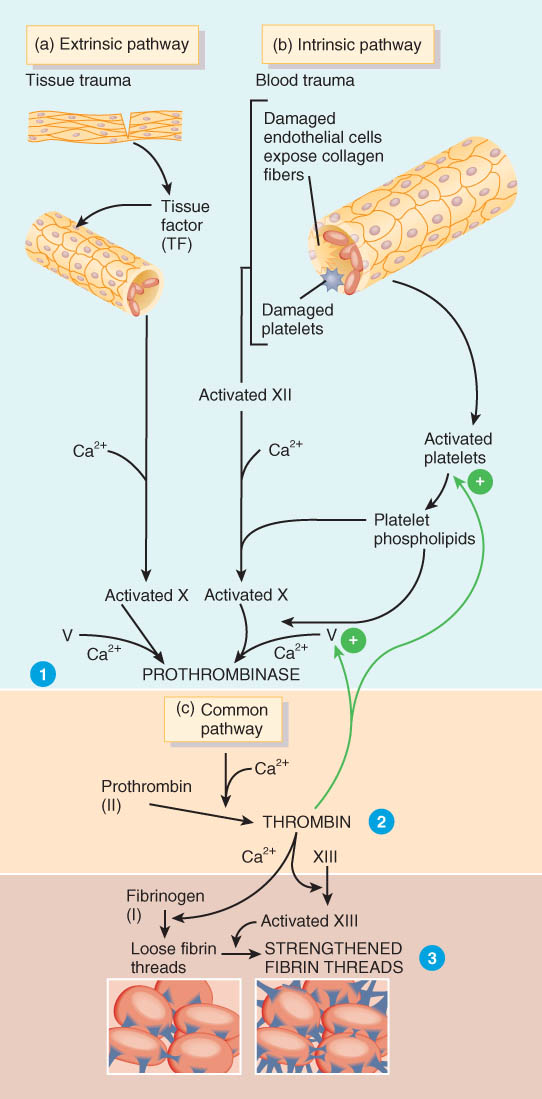 (a) Extrinsic pathway
(b) Intrinsic pathway
Tissue trauma
Blood trauma
Damaged
endothelial cells
expose collagen
fibers
Tissue
factor
(TF)
Damaged
platelets
Activated XII
Ca2+
Ca2+
Activated
platelets
+
Platelet
phospholipids
Activated X
Activated X
V
Ca2+
Ca2+
V
+
1
PROTHROMBINASE
(c) Common
pathway
Ca2+
Prothrombin
(II)
THROMBIN
2
Ca2+
XIII
Fibrinogen
(I)
Activated XIII
Loose fibrin
threads
STRENGTHENED
FIBRIN THREADS
3